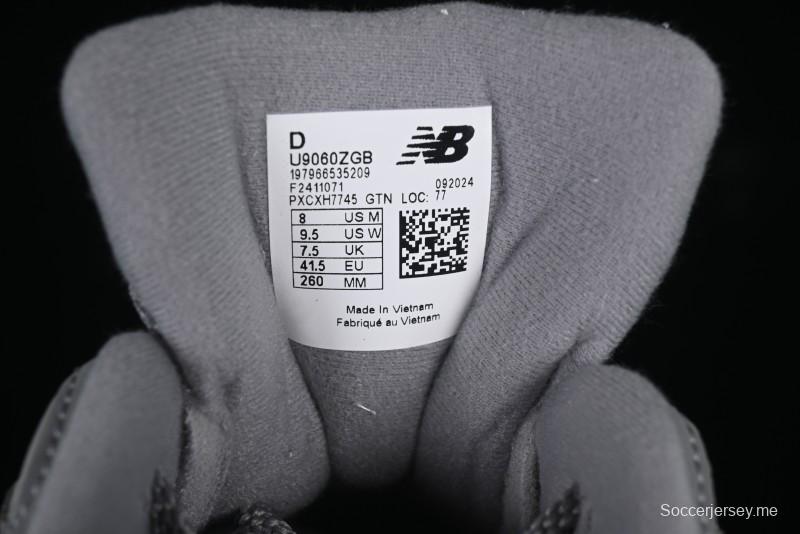 D
NB
U9060ZGB
197966535209
F2411071
092024
PXCXH7745 GTN LOC: 77
8 US M
9.5 US W
7.5 UK
41.5 EU
260 MM
Made In Vietnam
Fabriqué au Vietnam
Soccerjersey.me